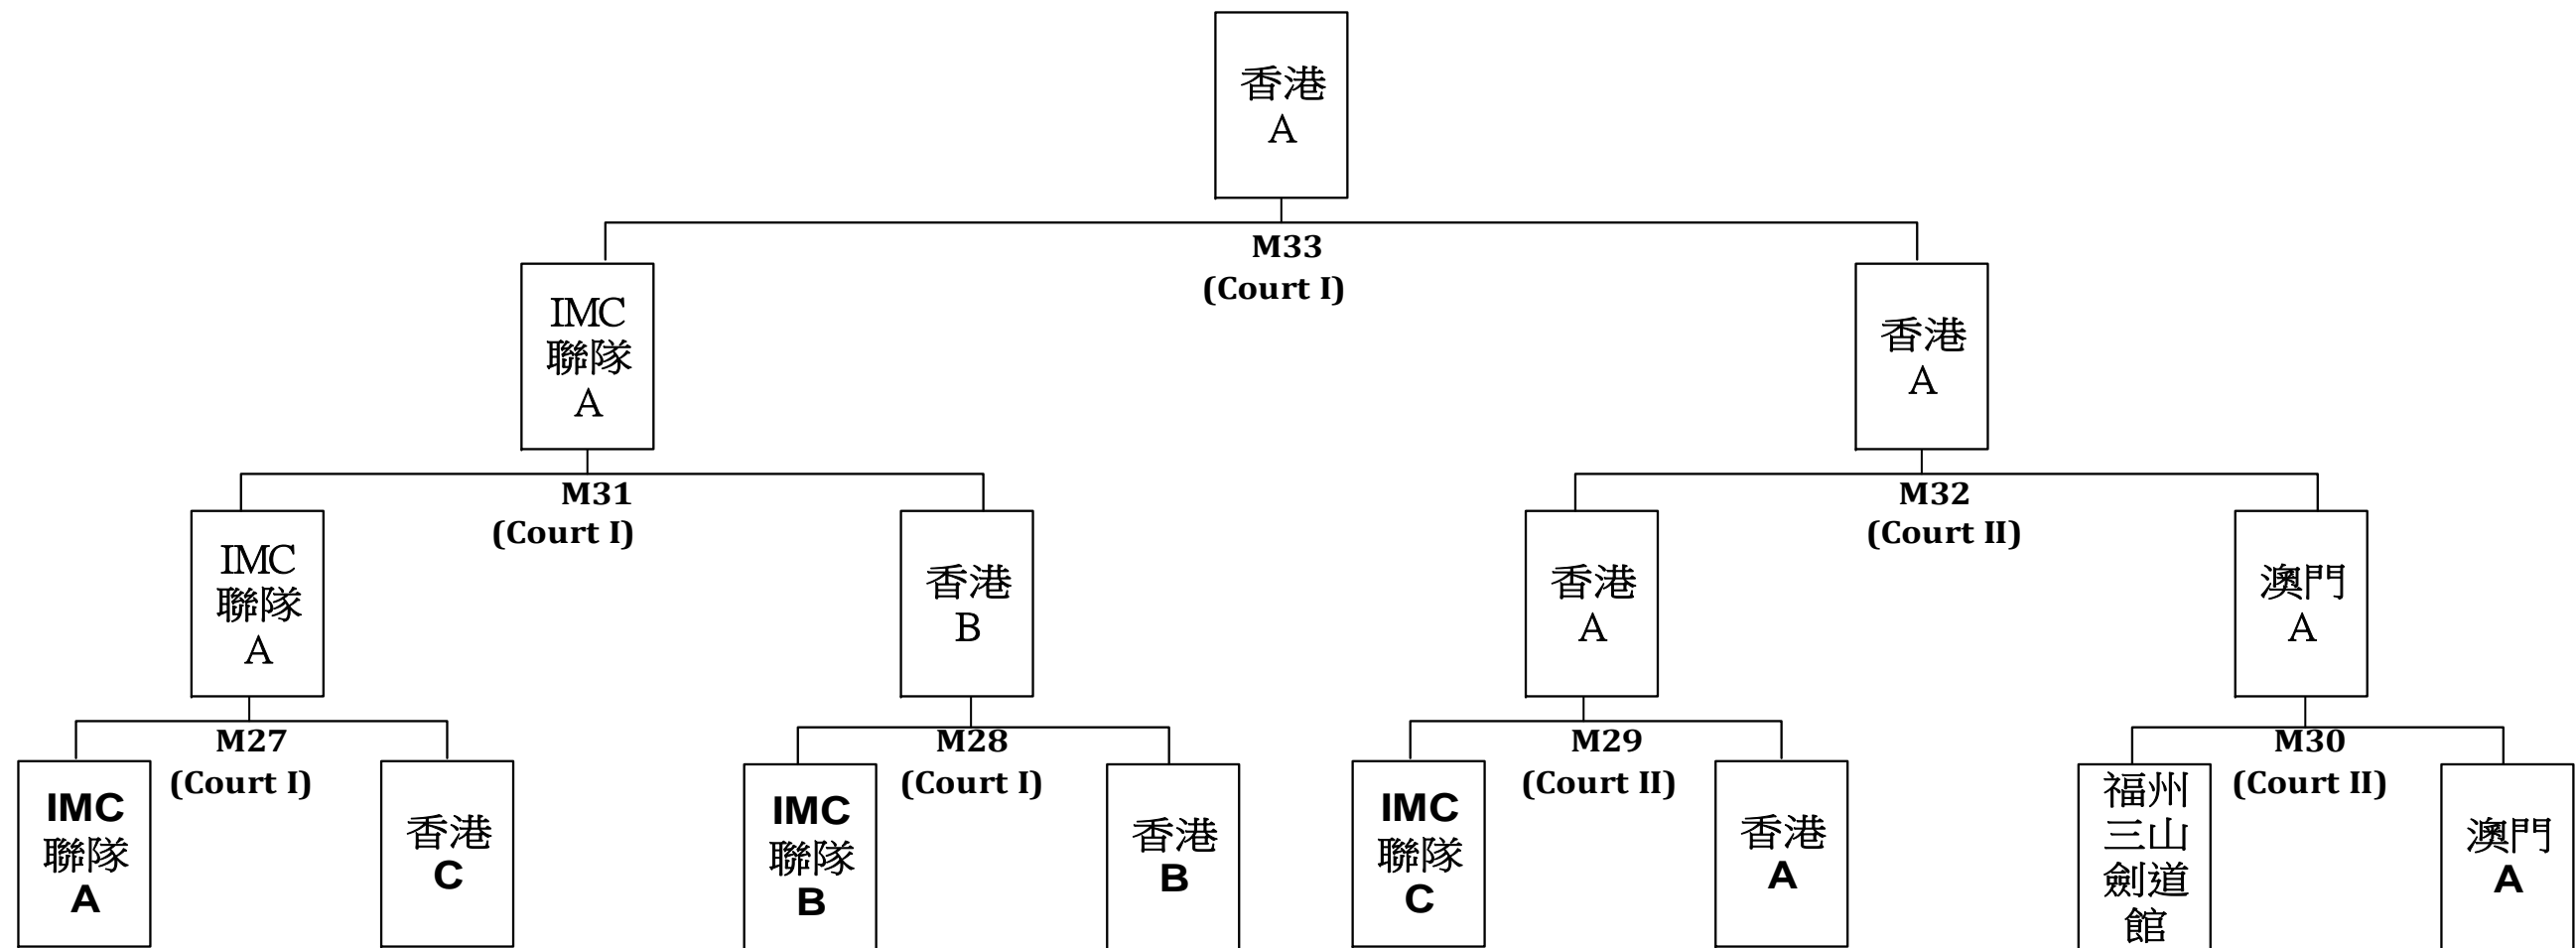 香港
A
M33
(Court I)
IMC
聯隊
A
香港
A
M31
(Court I)
M32
(Court II)
IMC
聯隊
A
香港
B
香港
A
澳門
A
M27
(Court I)
M28
(Court I)
M29
(Court II)
M30
(Court II)
IMC
聯隊
A
香港
C
IMC
聯隊
B
香港
B
IMC
聯隊
C
香港
A
福州
三山
劍道
館
澳門
A